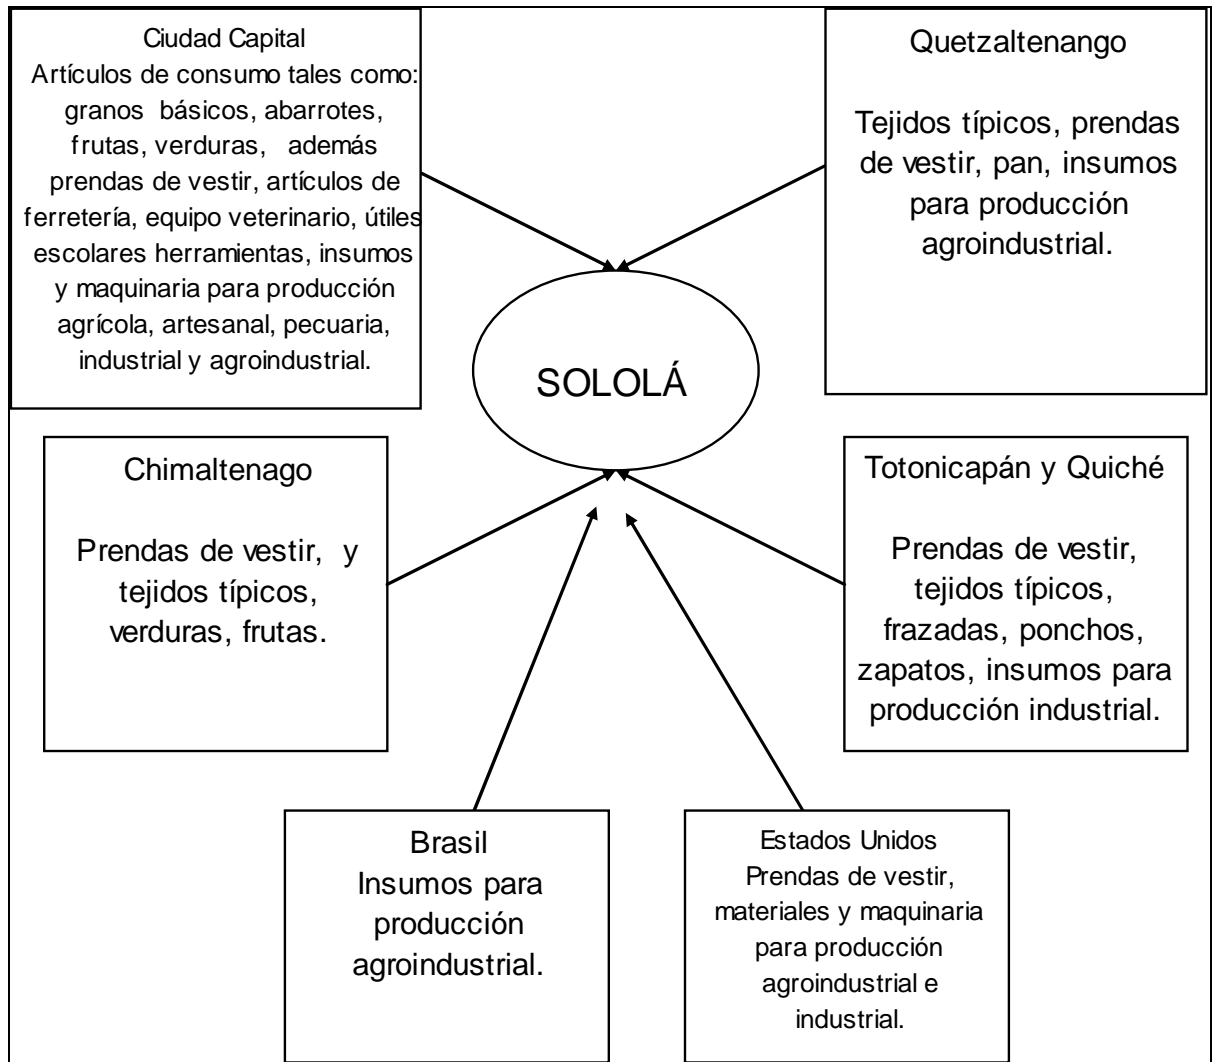 Ciudad Capital
Artículos de consumo tales como:
granos básicos, abarrotes,
frutas, verduras, además
prendas de vestir, artículos de
ferretería, equipo veterinario, útiles
escolares herramientas, insumos
y maquinaria para producción
agrícola, artesanal, pecuaria,
industrial y agroindustrial.
Quetzaltenango
Tejidos típicos, prendas
de vestir, pan, insumos
para producción
agroindustrial.
SOLOLÁ
Chimaltenago
Prendas de vestir, y
tejidos típicos,
verduras, frutas.
Totonicapán y Quiché
Prendas de vestir,
tejidos típicos,
frazadas, ponchos,
zapatos, insumos para
producción industrial.
Brasil
Insumos para
producción
agroindustrial.
Estados Unidos
Prendas de vestir,
materiales y maquinaria
para producción
agroindustrial e
industrial.